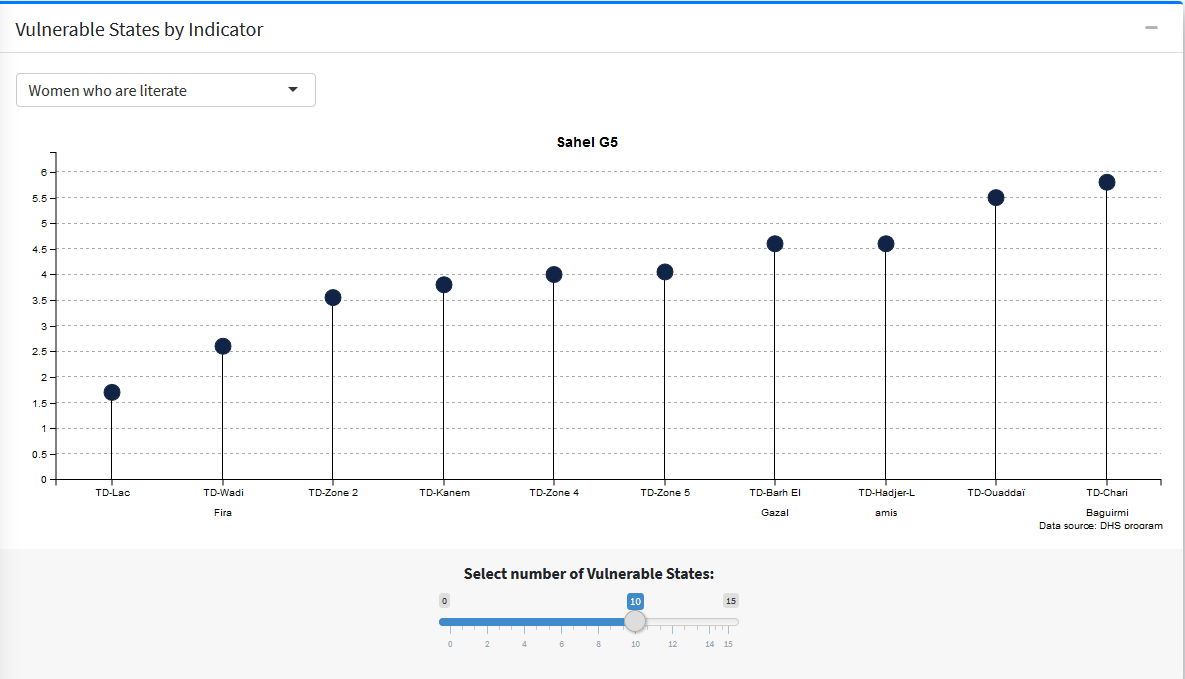 Vulnerable States by Indicator
Women who are literate
Sahel G5
6
5.5
5
4.5
4
3.5
3
2.5
2
1.5
1
0.5
0
TD-Lac TD-Wadi TD-Zone 2 TD-Kanem TD-Zone 4 TD-Zone 5 TD-Barh El TD-Hadjer-L TD-Ouaddaï TD-Chari
Fira Gazal amis Baguirmi
Data source: DHS program
Select number of Vulnerable States:
0 10 15
0 2 4 6 8 10 12 14 15